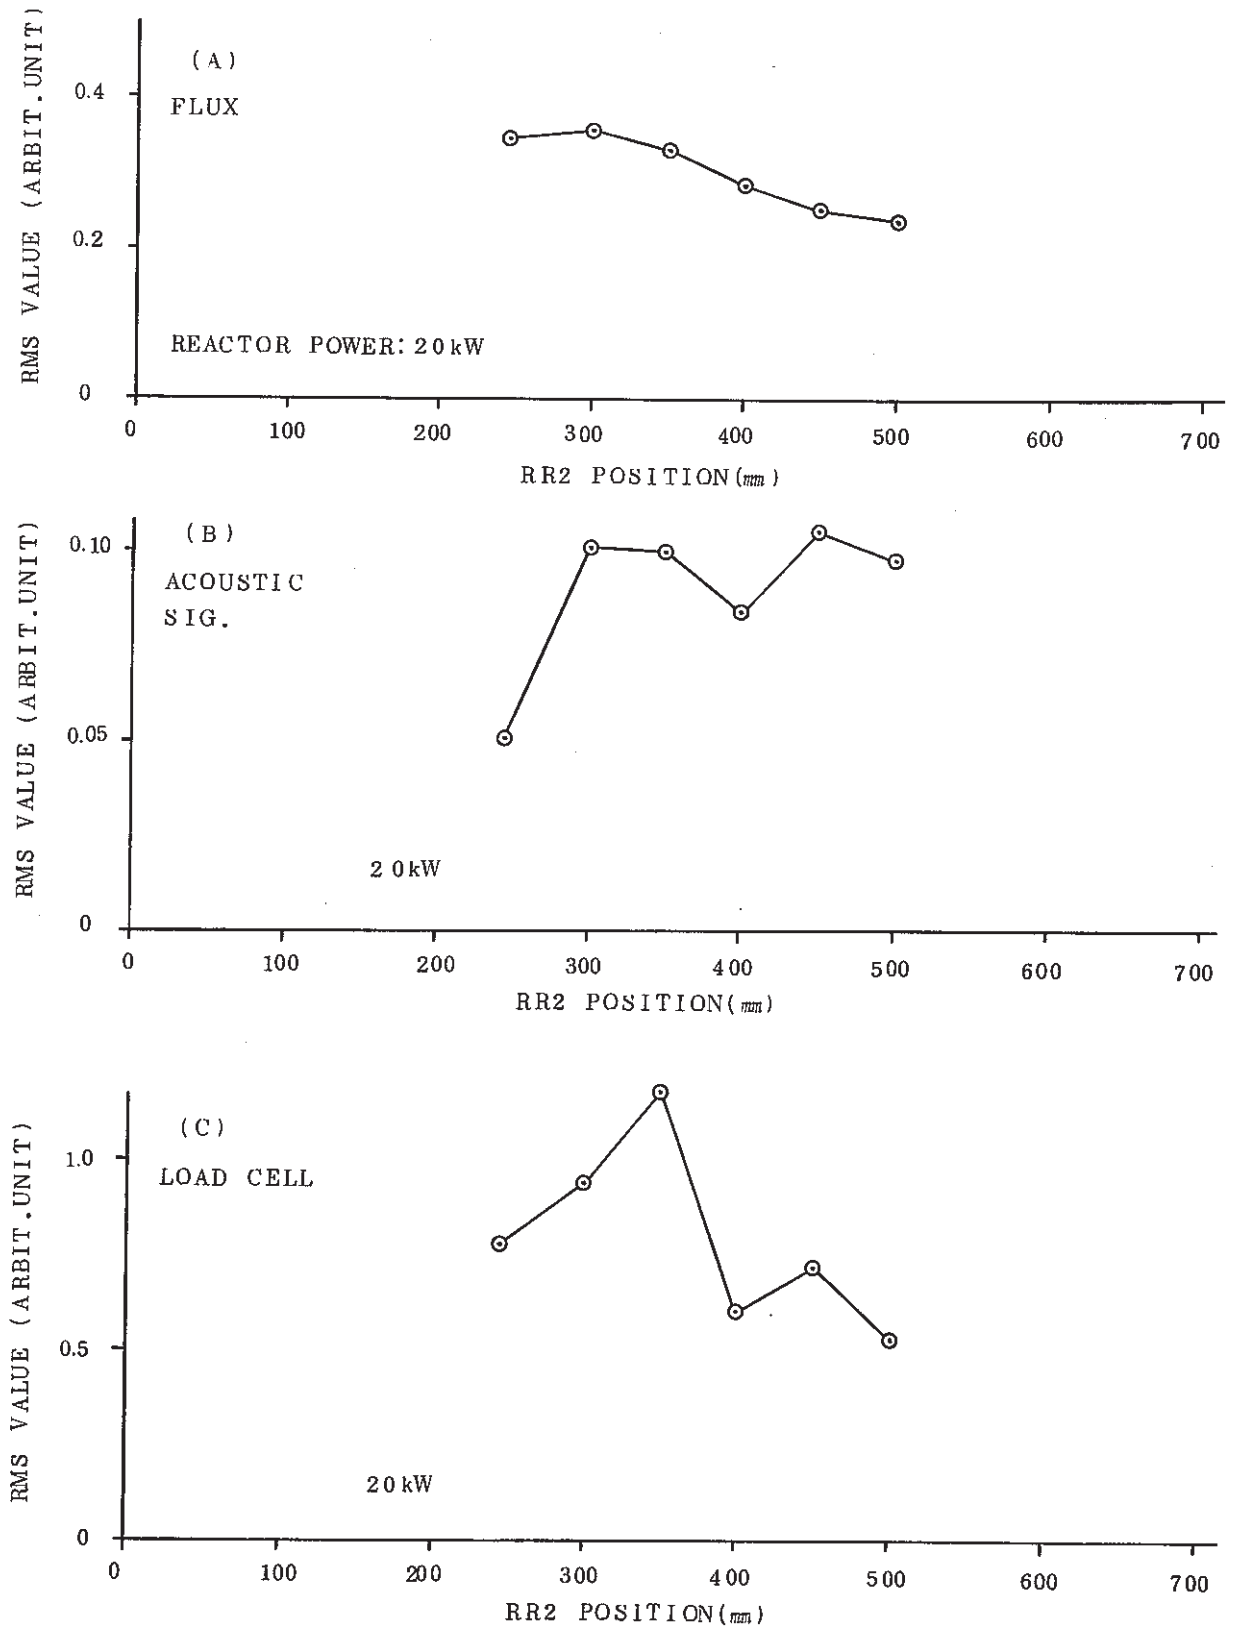 RMS VALUE (ARBIT.UNIT)
(A)
FLUX
0.4
0.2
0
REACTOR POWER: 20kW
0 100 200 300 400 500 600 700
RR2 POSITION(mm)
RMS VALUE (ARBIT.UNIT)
(B)
ACOUSTIC
SIG.
0.10
0.05
0
20kW
0 100 200 300 400 500 600 700
RR2 POSITION(mm)
RMS VALUE (ARBIT.UNIT)
(C)
LOAD CELL
1.0
0.5
0
20kW
0 100 200 300 400 500 600 700
RR2 POSITION(mm)